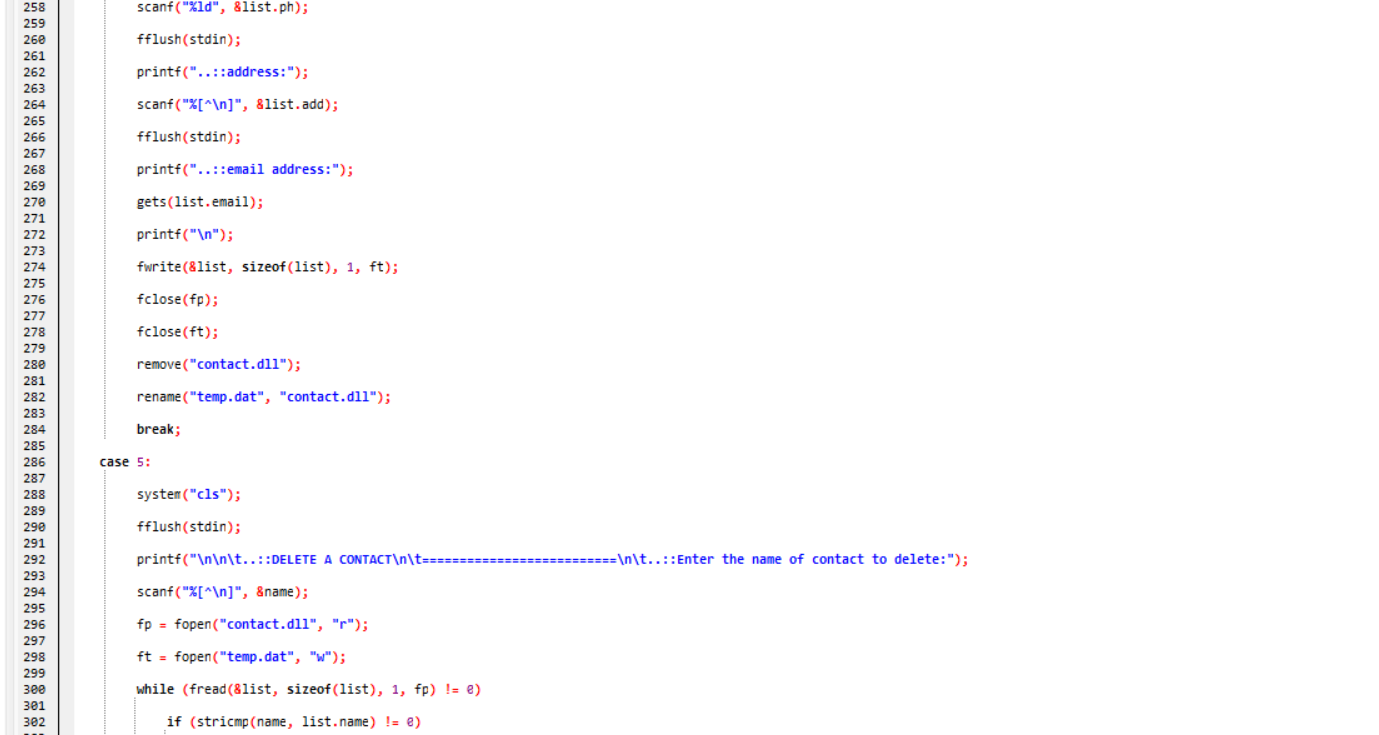 258 scanf("%ld", &list.ph);
259
260 fflush(stdin);
261
262 printf("..::address:");
263
264 scanf("%[^\n]", &list.add);
265
266 fflush(stdin);
267
268 printf("..::email address:");
269
270 gets(list.email);
271
272 printf("\n");
273
274 fwrite(&list, sizeof(list), 1, ft);
275
276 fclose(fp);
277
278 fclose(ft);
279
280 remove("contact.dll");
281
282 rename("temp.dat", "contact.dll");
283
284 break;
285
286 case 5:
287
288 system("cls");
289
290 fflush(stdin);
291
292 printf("\n\n\t..::DELETE A CONTACT\n\t==========================\n\t..::Enter the name of contact to delete:");
293
294 scanf("%[^\n]", &name);
295
296 fp = fopen("contact.dll", "r");
297
298 ft = fopen("temp.dat", "w");
299
300 while (fread(&list, sizeof(list), 1, fp) != 0)
301
302 if (stricmp(name, list.name) != 0)